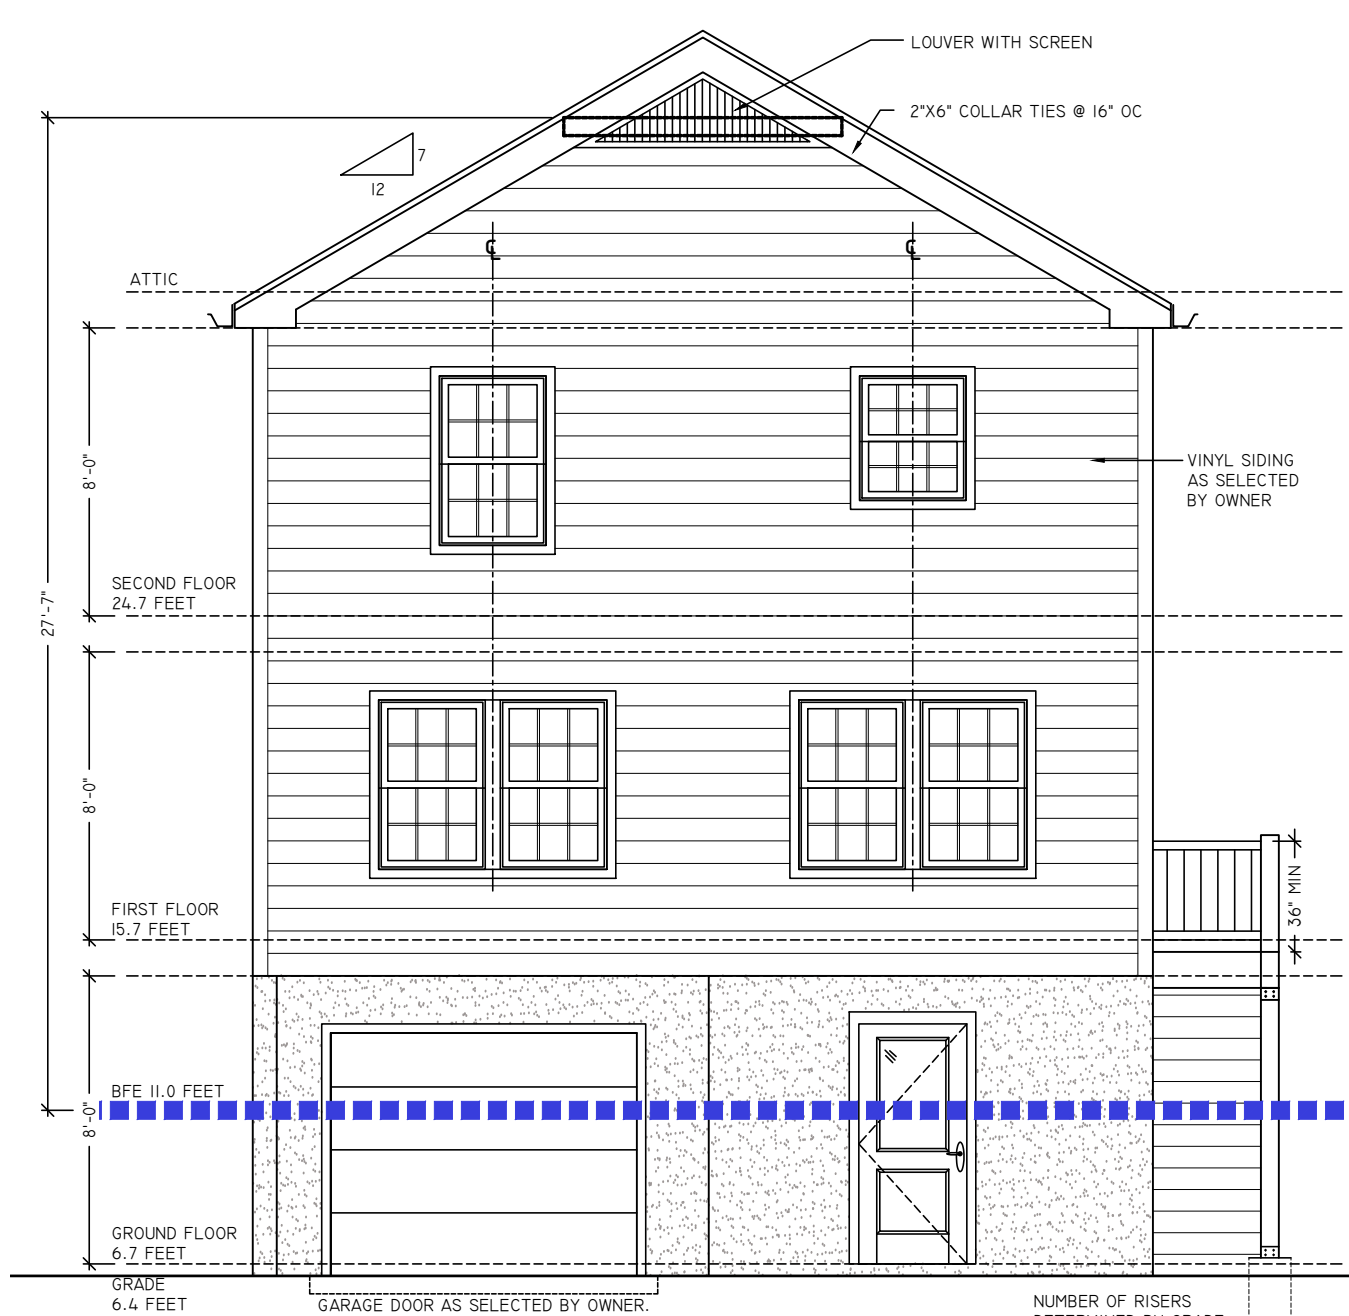 LOUVER WITH SCREEN
2"X6" COLLAR TIES @ 16" OC
7
12
ATTIC
8'-0"
VINYL SIDING
AS SELECTED
BY OWNER
SECOND FLOOR
24.7 FEET
27'-7"
8'-0"
36" MIN
FIRST FLOOR
15.7 FEET
BFE 11.0 FEET
8'-0"
GROUND FLOOR
6.7 FEET
GRADE
6.4 FEET
GARAGE DOOR AS SELECTED BY OWNER.
NUMBER OF RISERS